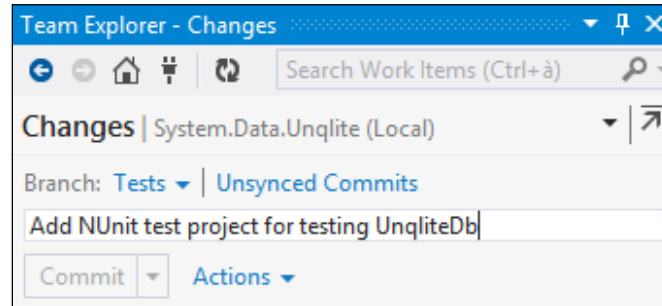 Team Explorer - Changes
Search Work Items (Ctrl+à)
Changes | System.Data.Unqlite (Local)
Branch: Tests | Unsynced Commits
Add NUnit test project for testing UnqliteDb
Commit Actions